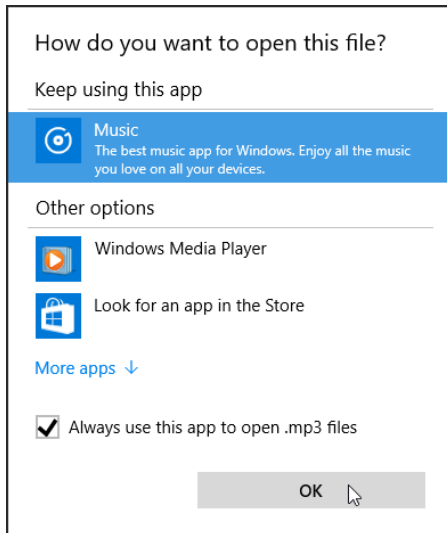 How do you want to open this file?
Keep using this app
Music
The best music app for Windows. Enjoy all the music
you love on all your devices.
Other options
Windows Media Player
Look for an app in the Store
More apps ↓
Always use this app to open .mp3 files
OK